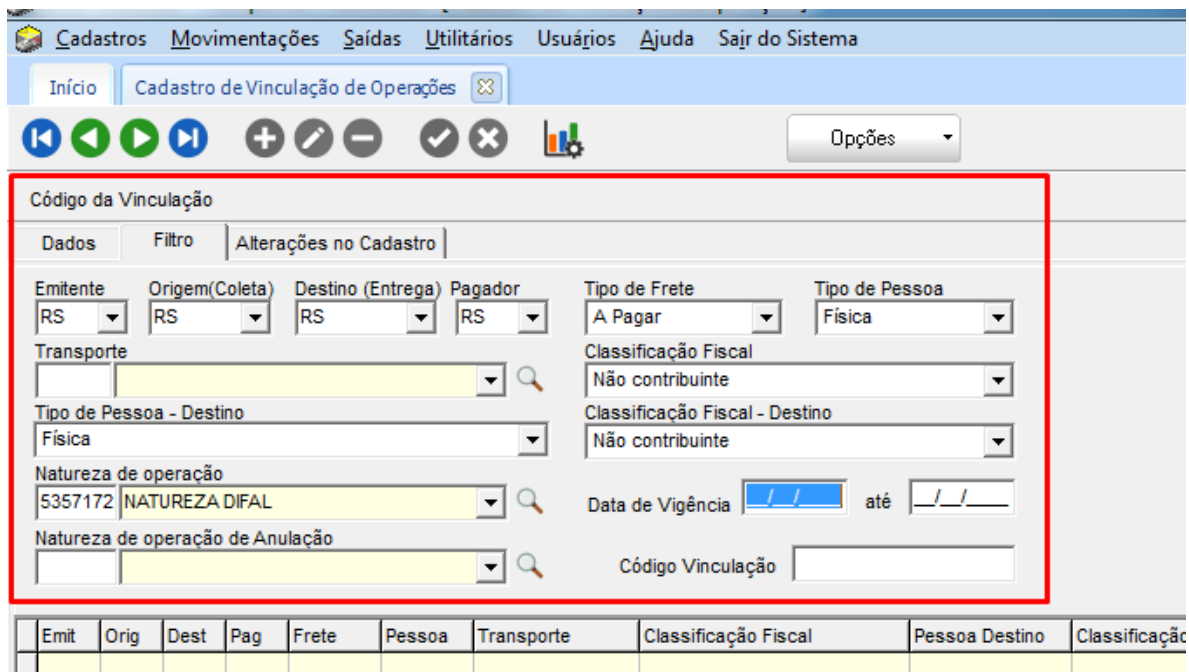 Cadastros Movimentações Saídas Utilitários Usuários Ajuda Sair do Sistema
Início Cadastro de Vinculação de Operações
Opções
Código da Vinculação
Dados Filtro Alterações no Cadastro
Emitente Origem(Coleta) Destino (Entrega) Pagador Tipo de Frete Tipo de Pessoa
RS RS RS RS A Pagar Física
Transporte Classificação Fiscal
Não contribuinte
Tipo de Pessoa - Destino Classificação Fiscal - Destino
Física Não contribuinte
Natureza de operação
5357172 NATUREZA DIFAL Data de Vigência __/__/____ até __/__/____
Natureza de operação de Anulação
Código Vinculação
Emit Orig Dest Pag Frete Pessoa Transporte Classificação Fiscal Pessoa Destino Classificação